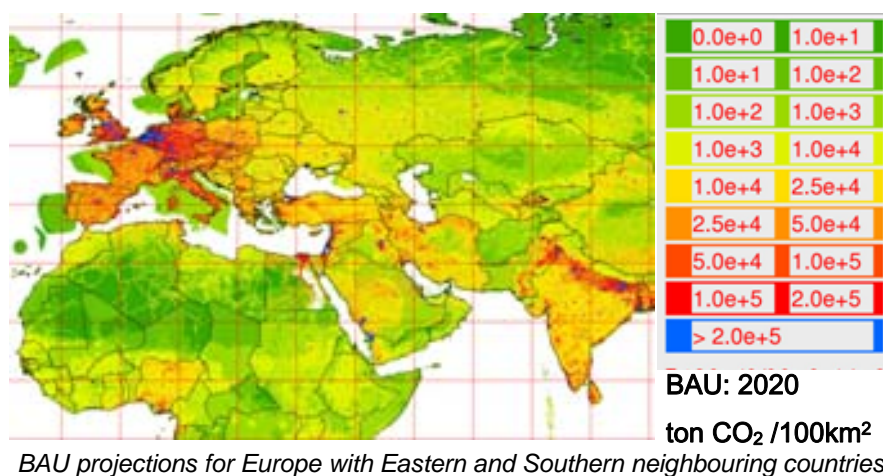 0.0e+0 1.0e+1
1.0e+1 1.0e+2
1.0e+2 1.0e+3
1.0e+3 1.0e+4
1.0e+4 2.5e+4
2.5e+4 5.0e+4
5.0e+4 1.0e+5
1.0e+5 2.0e+5
> 2.0e+5
BAU: 2020
ton CO₂ /100km²
BAU projections for Europe with Eastern and Southern neighbouring countries